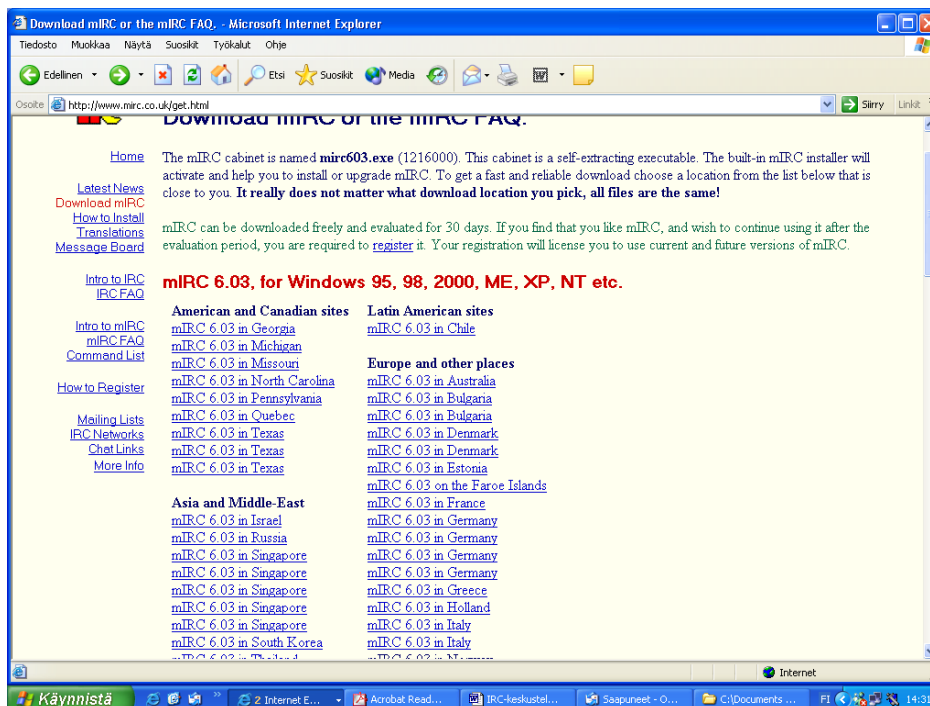 Download mIRC or the mIRC FAQ. - Microsoft Internet Explorer
Tiedosto Muokkaa Näytä Suosikit Työkalut Ohje
Edellinen Etsi Suosikit Media
Osoite http://www.mirc.co.uk/get.html Siirry Linkit
Download mIRC or the mIRC FAQ.
Home
Latest News
Download mIRC
How to Install
Translations
Message Board
Intro to IRC
IRC FAQ
Intro to mIRC
mIRC FAQ
Command List
How to Register
Mailing Lists
IRC Networks
Chat Links
More Info
The mIRC cabinet is named mirc603.exe (1216000). This cabinet is a self-extracting executable. The built-in mIRC installer will
activate and help you to install or upgrade mIRC. To get a fast and reliable download choose a location from the list below that is
close to you. It really does not matter what download location you pick, all files are the same!
mIRC can be downloaded freely and evaluated for 30 days. If you find that you like mIRC, and wish to continue using it after the
evaluation period, you are required to register it. Your registration will license you to use current and future versions of mIRC.
mIRC 6.03, for Windows 95, 98, 2000, ME, XP, NT etc.
American and Canadian sites
mIRC 6.03 in Georgia
mIRC 6.03 in Michigan
mIRC 6.03 in Missouri
mIRC 6.03 in North Carolina
mIRC 6.03 in Pennsylvania
mIRC 6.03 in Quebec
mIRC 6.03 in Texas
mIRC 6.03 in Texas
mIRC 6.03 in Texas
Asia and Middle-East
mIRC 6.03 in Israel
mIRC 6.03 in Russia
mIRC 6.03 in Singapore
mIRC 6.03 in Singapore
mIRC 6.03 in Singapore
mIRC 6.03 in Singapore
mIRC 6.03 in Singapore
mIRC 6.03 in South Korea
mIRC 6.03 in Thailand
Latin American sites
mIRC 6.03 in Chile
Europe and other places
mIRC 6.03 in Australia
mIRC 6.03 in Bulgaria
mIRC 6.03 in Bulgaria
mIRC 6.03 in Denmark
mIRC 6.03 in Denmark
mIRC 6.03 in Estonia
mIRC 6.03 on the Faroe Islands
mIRC 6.03 in France
mIRC 6.03 in Germany
mIRC 6.03 in Germany
mIRC 6.03 in Germany
mIRC 6.03 in Germany
mIRC 6.03 in Greece
mIRC 6.03 in Holland
mIRC 6.03 in Italy
mIRC 6.03 in Italy
mIRC 6.03 in Norway
Internet
Käynnistä 2 Internet E... Acrobat Read... IRC-keskustel... Saapuneet - O... C:\Documents ... FI 14:31